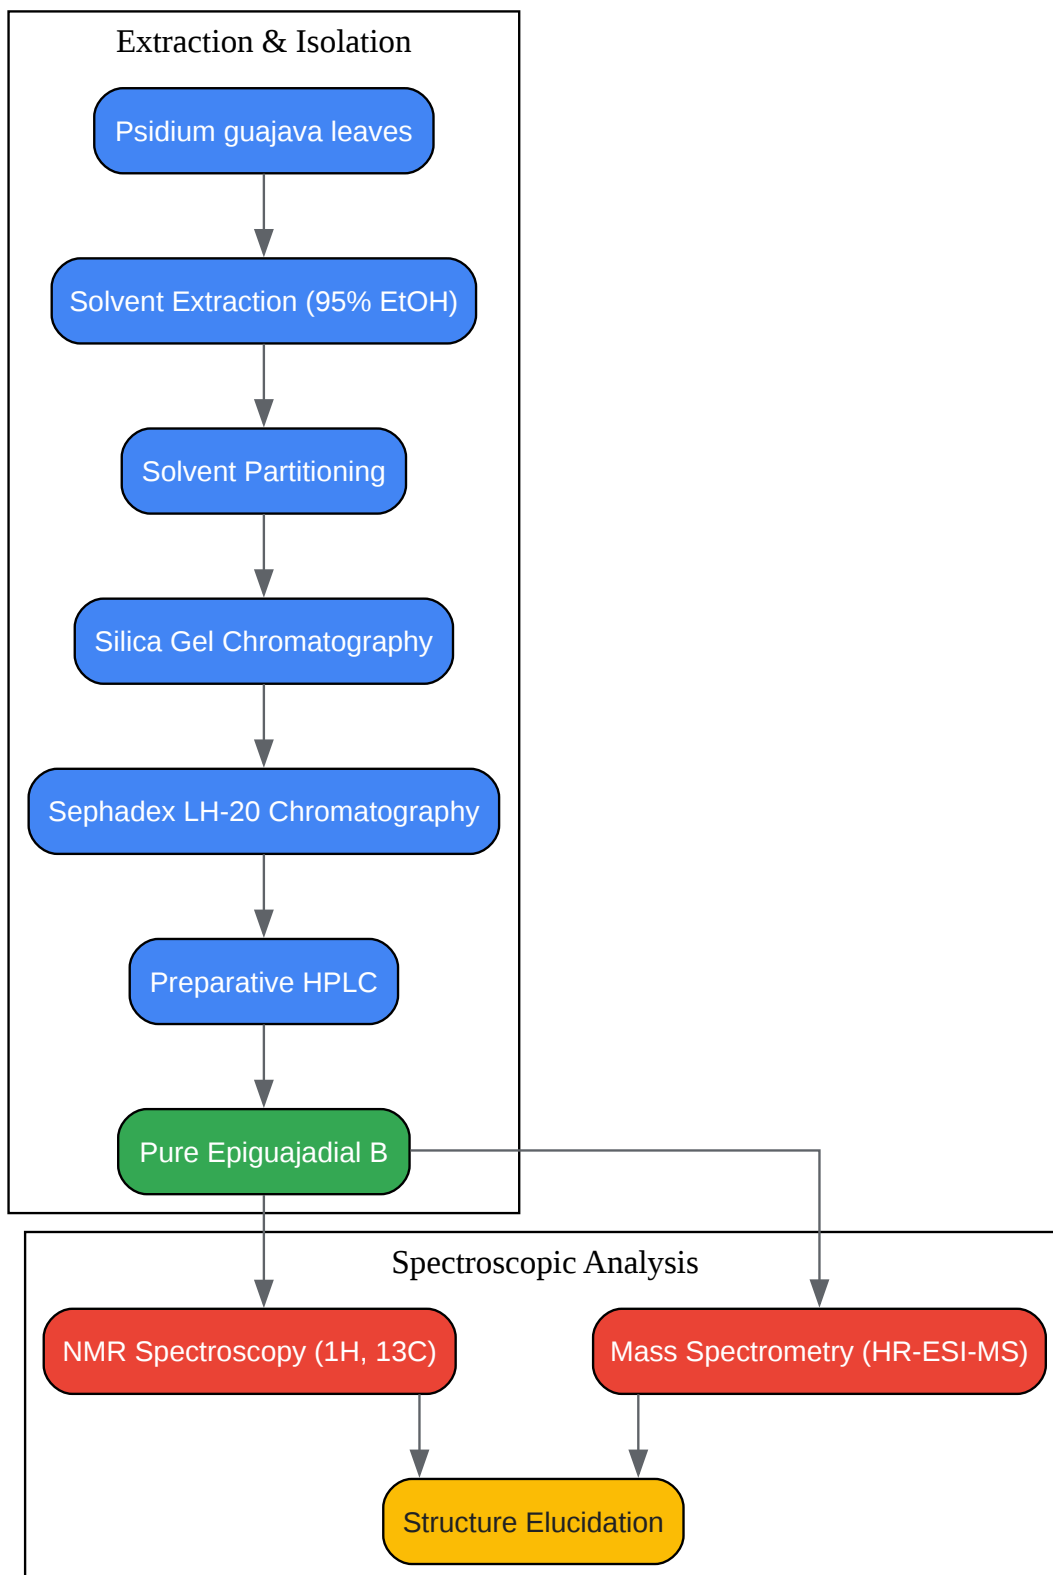 Extraction & Isolation
Psidium guajava leaves
Solvent Extraction (95% EtOH)
Solvent Partitioning
Silica Gel Chromatography
Sephadex LH-20 Chromatography
Preparative HPLC
Pure Epiguajadial B
Spectroscopic Analysis
NMR Spectroscopy (1H, 13C)
Mass Spectrometry (HR-ESI-MS)
Structure Elucidation